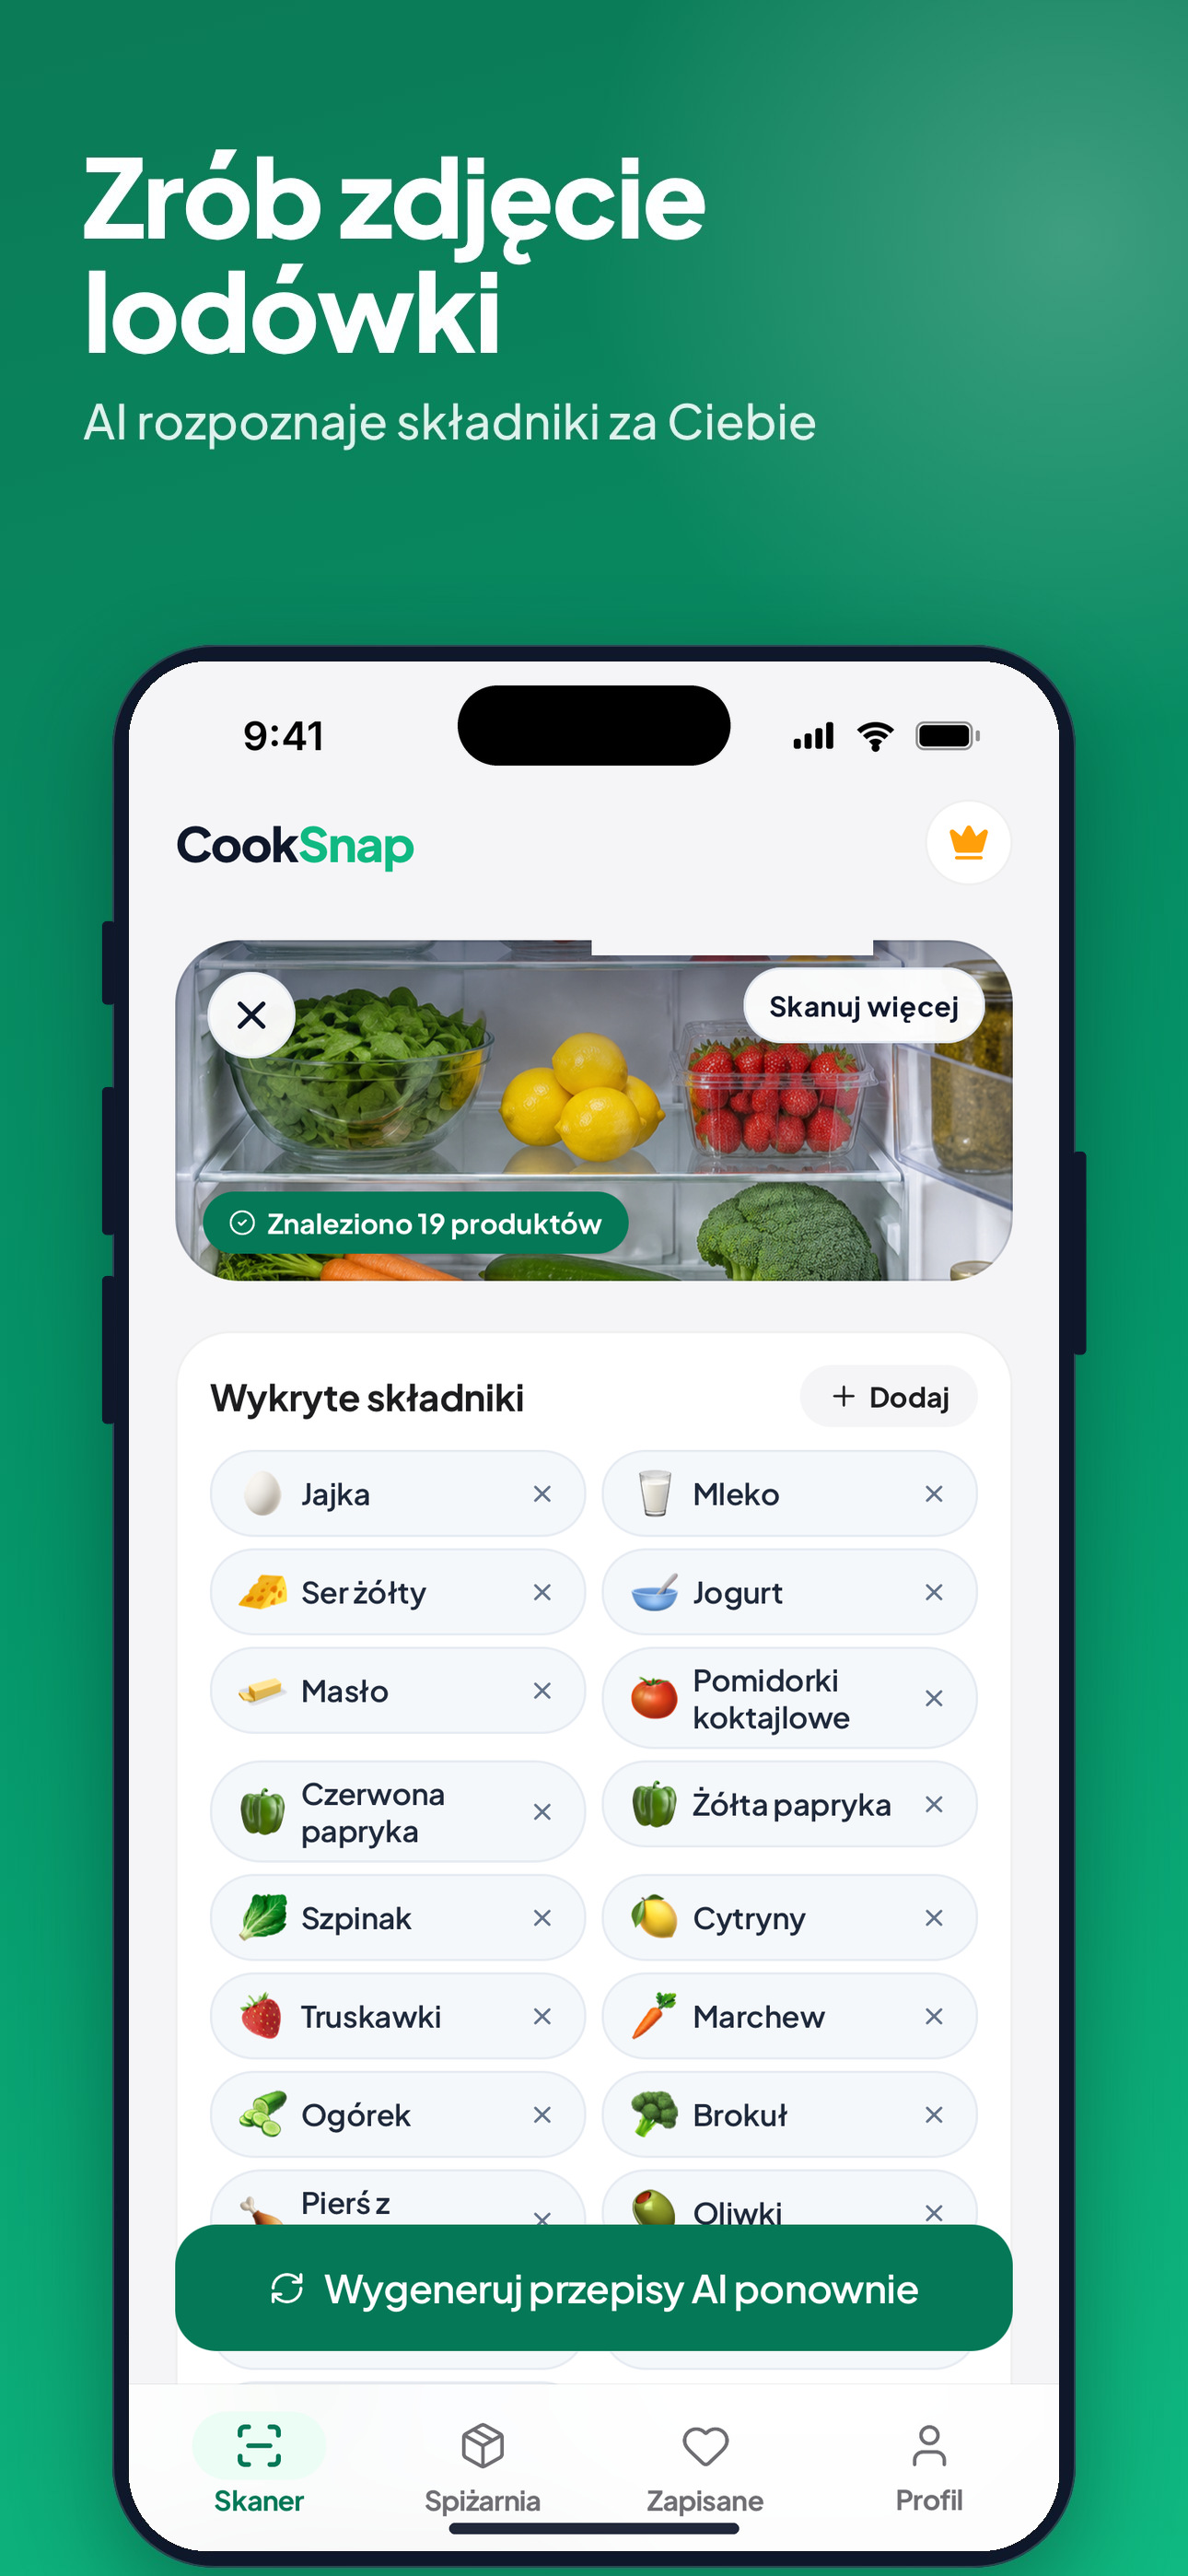 Zrób zdjęcie
lodówki
AI rozpoznaje składniki za Ciebie
9:41
CookSnap
Skanuj więcej
Znaleziono 19 produktów
Wykryte składniki
Dodaj
Jajka
Mleko
Ser żółty
Jogurt
Masło
Pomidorki
koktajlowe
Czerwona
papryka
Żółta papryka
Szpinak
Cytryny
Truskawki
Marchew
Ogórek
Brokuł
Pierś z
Oliwki
Wygeneruj przepisy AI ponownie
Skaner
Spiżarnia
Zapisane
Profil